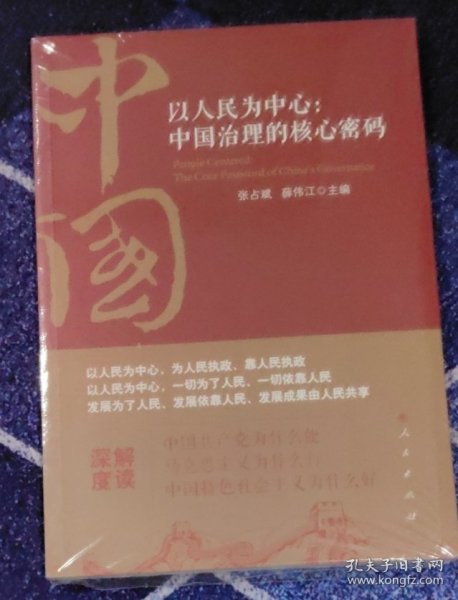 中國
以人民为中心：
中国治理的核心密码
People Centered:
The Core Password of China's Governance
张占斌 薛伟江◇主编
以人民为中心，为人民执政、靠人民执政
以人民为中心，一切为了人民，一切依靠人民
发展为了人民、发展依靠人民、发展成果由人民共享
深度解读
中国共产党为什么能
马克思主义为什么行
中国特色社会主义为什么好
人民出版社
孔夫子旧书网
www.kongfz.com